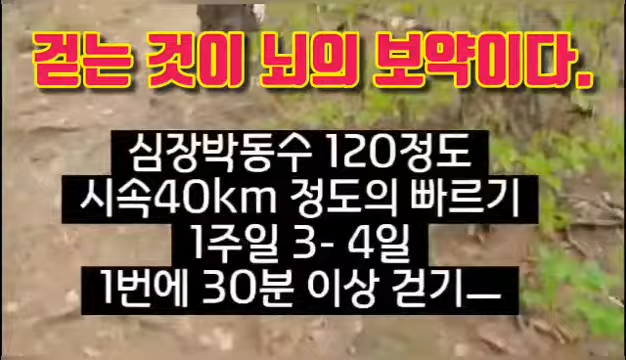 걷는 것이 뇌의 보약이다.
심장박동수 120정도
시속40km 정도의 빠르기
1주일 3- 4일
1번에 30분 이상 걷기ㅡ